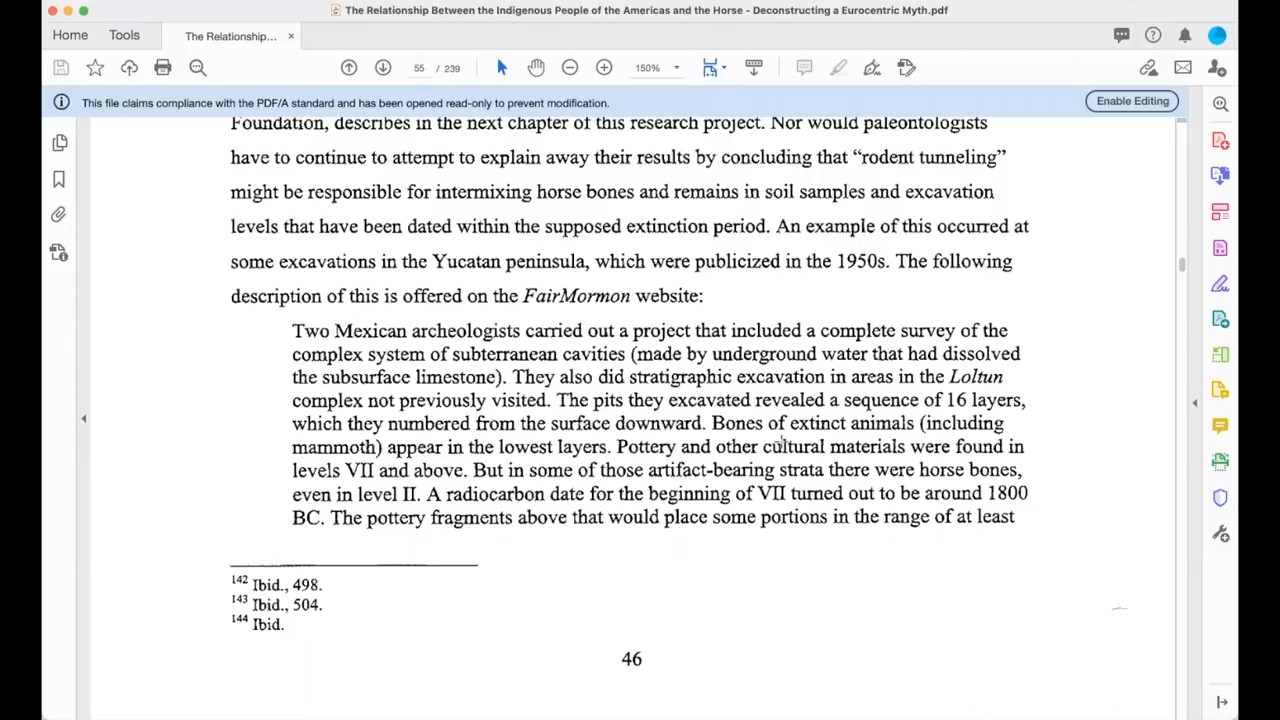 The Relationship Between the Indigenous People of the Americas and the Horse - Deconstructing a Eurocentric Myth.pdf
Home
Tools
The Relationship...
55 / 239
150%
This file claims compliance with the PDF/A standard and has been opened read-only to prevent modification.
Enable Editing
Foundation, describes in the next chapter of this research project. Nor would paleontologists
have to continue to attempt to explain away their results by concluding that “rodent tunneling”
might be responsible for intermixing horse bones and remains in soil samples and excavation
levels that have been dated within the supposed extinction period. An example of this occurred at
some excavations in the Yucatan peninsula, which were publicized in the 1950s. The following
description of this is offered on the FairMormon website:
Two Mexican archeologists carried out a project that included a complete survey of the
complex system of subterranean cavities (made by underground water that had dissolved
the subsurface limestone). They also did stratigraphic excavation in areas in the Loltun
complex not previously visited. The pits they excavated revealed a sequence of 16 layers,
which they numbered from the surface downward. Bones of extinct animals (including
mammoth) appear in the lowest layers. Pottery and other cultural materials were found in
levels VII and above. But in some of those artifact-bearing strata there were horse bones,
even in level II. A radiocarbon date for the beginning of VII turned out to be around 1800
BC. The pottery fragments above that would place some portions in the range of at least
142 Ibid., 498.
143 Ibid., 504.
144 Ibid.
46